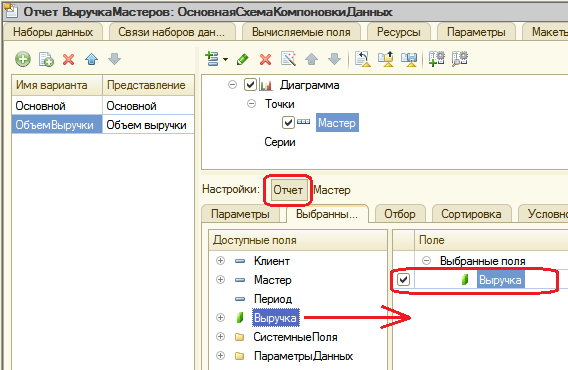 Отчет ВыручкаМастеров: ОсновнаяСхемаКомпоновкиДанных
Наборы данных Связи наборов дан... Вычисляемые поля Ресурсы Параметры Макеты
Имя варианта Представление
Основной Основной
ОбъемВыручки Объем выручки
Диаграмма
Точки
Мастер
Серии
Настройки: Отчет Мастер
Параметры Выбранны... Отбор Сортировка Условно
Доступные поля Поле
Клиент Выбранные поля
Мастер Выручка
Период
Выручка
СистемныеПоля
ПараметрыДанных